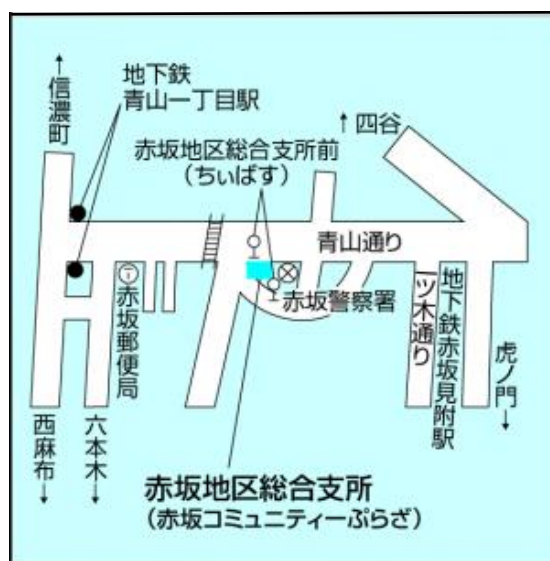 ↑信濃町
地下鉄
青山一丁目駅
↑四谷
赤坂地区総合支所前
（ちぃばす）
青山通り
〒
赤坂郵便局
赤坂警察署
一ツ木通り
地下鉄赤坂見附駅
虎ノ門↓
西麻布↓
六本木↓
赤坂地区総合支所
（赤坂コミュニティーぷらざ）